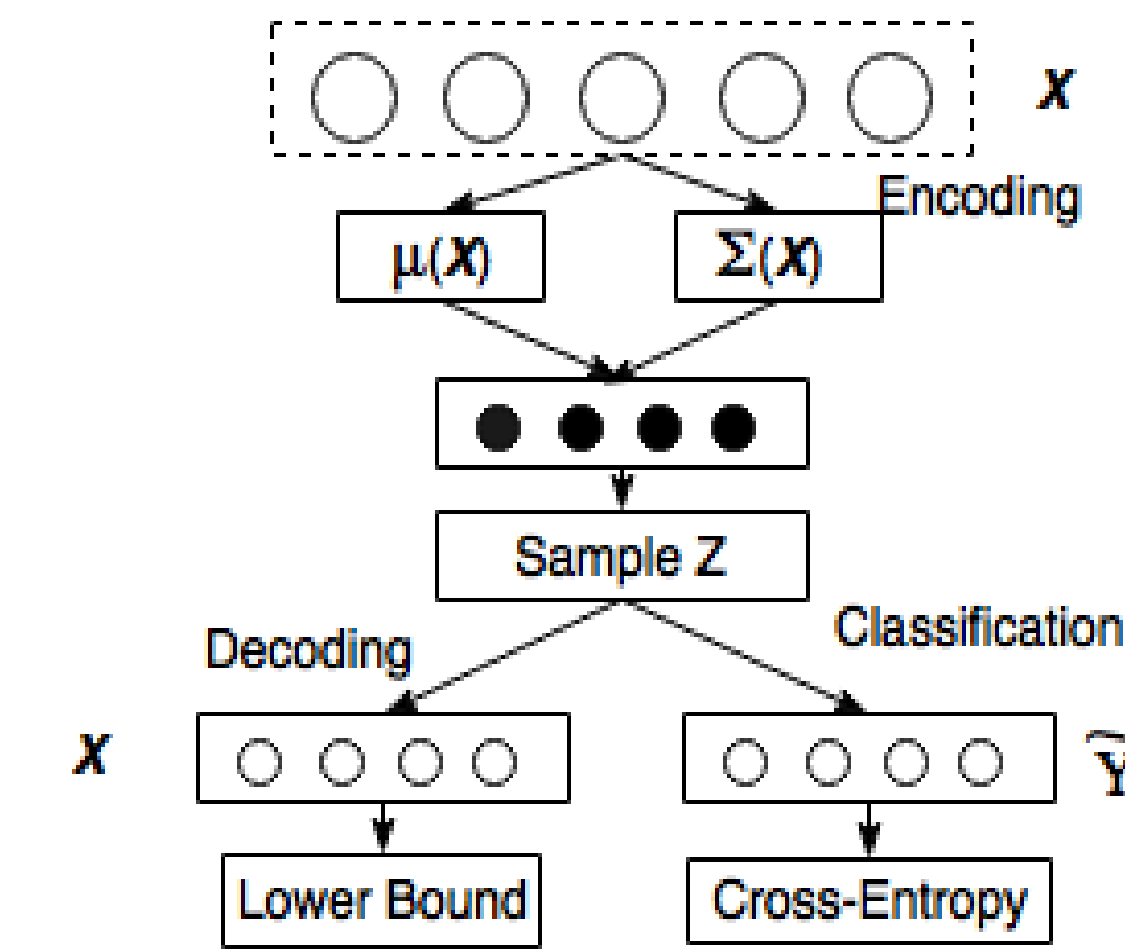 X
Encoding
μ(X)
Σ(X)
Sample Z
Decoding
Classification
X
Ŷ
Lower Bound
Cross-Entropy